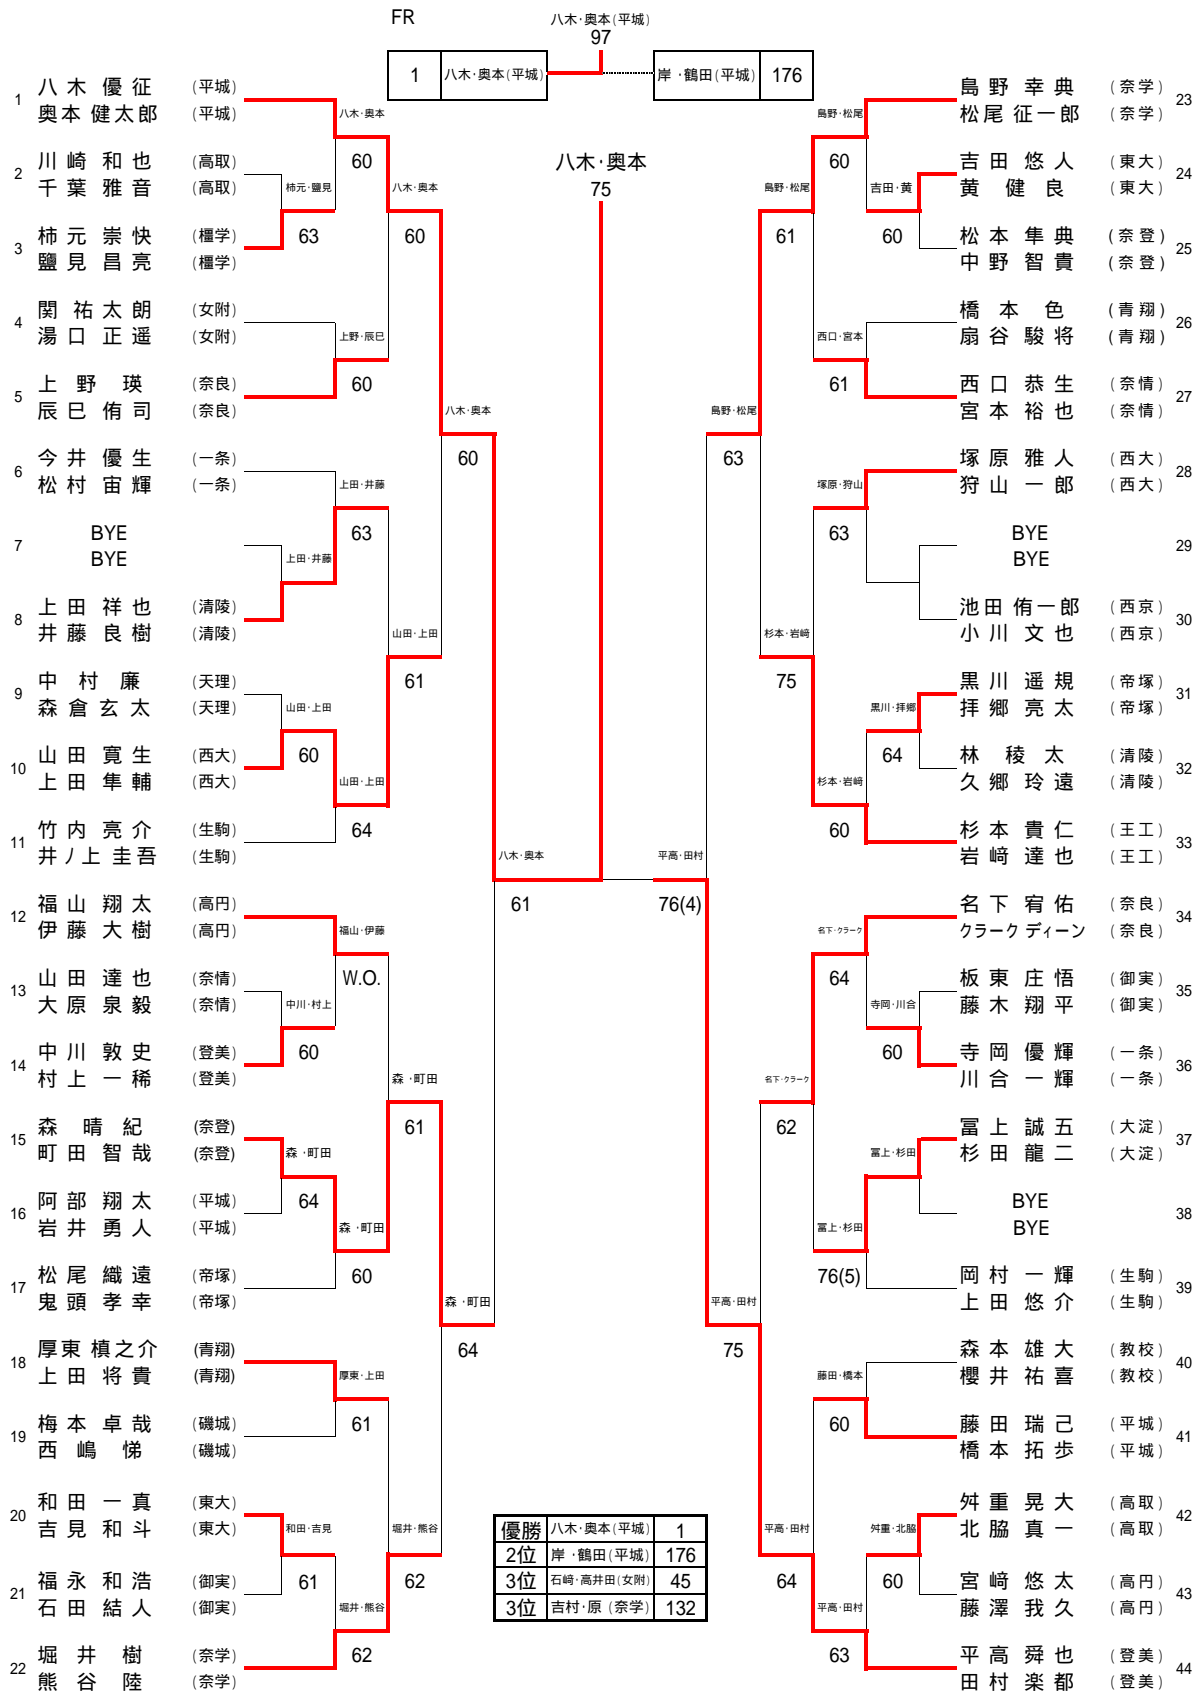 FR
八木・奥本(平城)
97
1 八木・奥本(平城) 岸・鶴田(平城) 176
八木・奥本
75
1 八木 優征 (平城)
奥本 健太郎 (平城)
2 川崎 和也 (高取)
千葉 雅音 (高取)
3 柿元 崇快 (橿学)
鹽見 昌亮 (橿学)
4 関 祐太朗 (女附)
湯口 正遥 (女附)
5 上野 瑛 (奈良)
辰巳 侑司 (奈良)
6 今井 優生 (一条)
松村 宙輝 (一条)
7 BYE
BYE
8 上田 祥也 (清陵)
井藤 良樹 (清陵)
9 中村 廉 (天理)
森倉 玄太 (天理)
10 山田 寛生 (西大)
上田 隼輔 (西大)
11 竹内 亮介 (生駒)
井ノ上 圭吾 (生駒)
12 福山 翔太 (高円)
伊藤 大樹 (高円)
13 山田 達也 (奈情)
大原 泉毅 (奈情)
14 中川 敦史 (登美)
村上 一稀 (登美)
15 森 晴紀 (奈登)
町田 智哉 (奈登)
16 阿部 翔太 (平城)
岩井 勇人 (平城)
17 松尾 織遠 (帝塚)
鬼頭 孝幸 (帝塚)
18 厚東 槙之介 (青翔)
上田 将貴 (青翔)
19 梅本 卓哉 (磯城)
西嶋 悌 (磯城)
20 和田 一真 (東大)
吉見 和斗 (東大)
21 福永 和浩 (御実)
石田 結人 (御実)
22 堀井 樹 (奈学)
熊谷 陸 (奈学)
八木・奥本
60
柿元・鹽見
63
八木・奥本
60
上野・辰巳
60
八木・奥本
60
上田・井藤
63
上田・井藤
山田・上田
61
山田・上田
60
山田・上田
64
八木・奥本
61
福山・伊藤
W.O.
中川・村上
60
森・町田
61
森・町田
64
森・町田
60
森・町田
64
厚東・上田
61
和田・吉見
61
堀井・熊谷
62
堀井・熊谷
62
島野 幸典 (奈学) 23
松尾 征一郎 (奈学)
吉田 悠人 (東大) 24
黄 健良 (東大)
松本 隼典 (奈登) 25
中野 智貴 (奈登)
橋本 色 (青翔) 26
扇谷 駿将 (青翔)
西口 恭生 (奈情) 27
宮本 裕也 (奈情)
塚原 雅人 (西大) 28
狩山 一郎 (西大)
BYE 29
BYE
池田 侑一郎 (西京) 30
小川 文也 (西京)
黒川 遥規 (帝塚) 31
拝郷 亮太 (帝塚)
林 稜太 (清陵) 32
久郷 玲遠 (清陵)
杉本 貴仁 (王工) 33
岩﨑 達也 (王工)
名下 宥佑 (奈良) 34
クラーク ディーン (奈良)
板東 庄悟 (御実) 35
藤木 翔平 (御実)
寺岡 優輝 (一条) 36
川合 一輝 (一条)
冨上 誠五 (大淀) 37
杉田 龍二 (大淀)
BYE 38
BYE
岡村 一輝 (生駒) 39
上田 悠介 (生駒)
森本 雄大 (教校) 40
櫻井 祐喜 (教校)
藤田 瑞己 (平城) 41
橋本 拓歩 (平城)
舛重 晃大 (高取) 42
北脇 真一 (高取)
宮﨑 悠太 (高円) 43
藤澤 我久 (高円)
平高 舜也 (登美) 44
田村 楽都 (登美)
島野・松尾
60
吉田・黄
60
島野・松尾
61
西口・宮本
61
島野・松尾
63
塚原・狩山
63
杉本・岩﨑
75
黒川・拝郷
64
杉本・岩﨑
60
平高・田村
76(4)
名下・クラーク
64
寺岡・川合
60
名下・クラーク
62
冨上・杉田
冨上・杉田
76(5)
平高・田村
75
藤田・橋本
60
平高・田村
64
舛重・北脇
60
平高・田村
63
優勝 八木・奥本(平城) 1
2位 岸・鶴田(平城) 176
3位 石﨑・高井田(女附) 45
3位 吉村・原 (奈学) 132